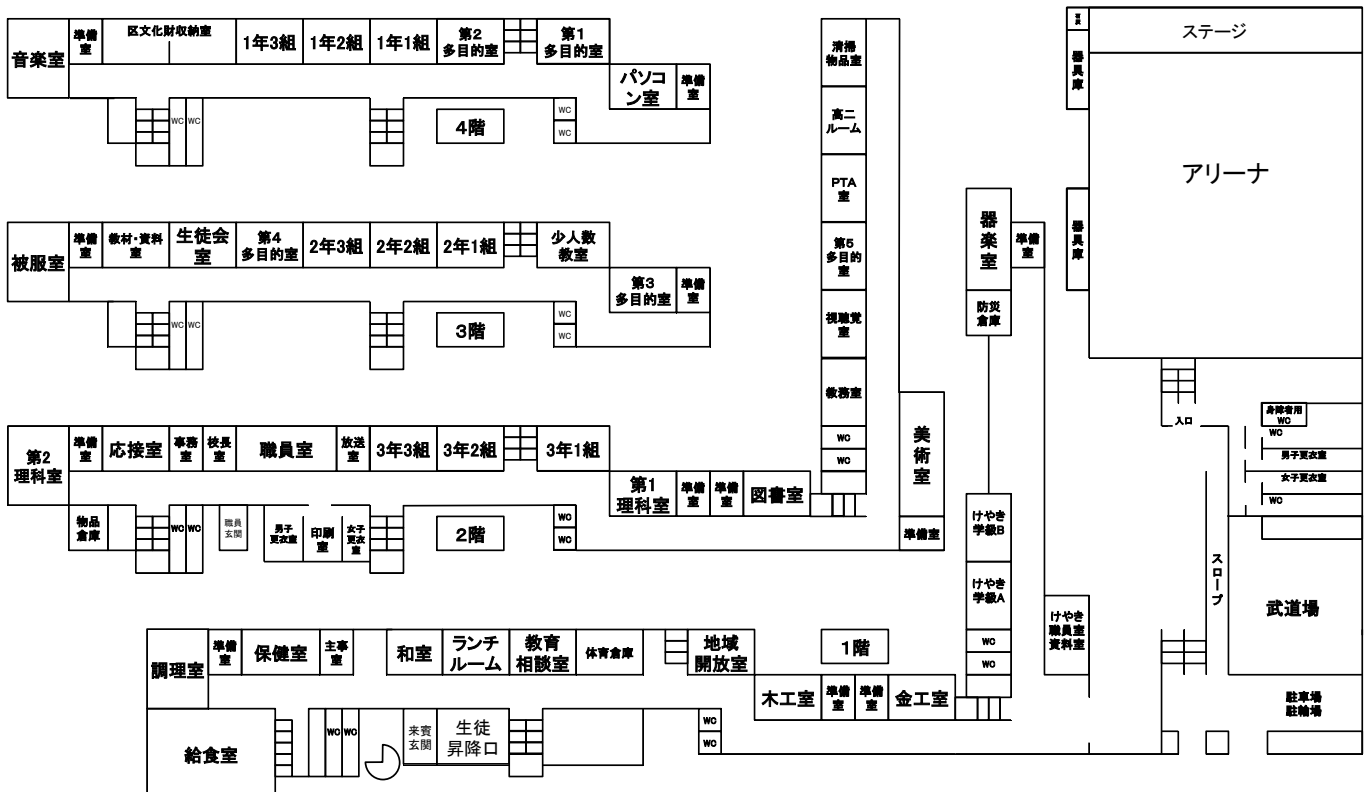 音楽室
準備
室
区文化財収納室
1年3組
1年2組
1年1組
第2
多目的室
第1
多目的室
パソコ
ン室
準備
室
WC
WC
4階
WC
WC
被服室
準備
室
教材・資料
室
生徒会
室
第4
多目的室
2年3組
2年2組
2年1組
少人数
教室
第3
多目的室
準備
室
WC
WC
3階
WC
WC
第2
理科室
準備
室
応接室
事務
室
校長
室
職員室
放送
室
3年3組
3年2組
3年1組
第1
理科室
準備
室
準備
室
図書室
物品
倉庫
WC
WC
職員
玄関
男子
更衣室
印刷
室
女子
更衣
室
2階
WC
WC
清掃
物品室
高二
ルーム
PTA
室
第5
多目的
室
視聴覚
室
教務室
WC
WC
美術室
準備室
調理室
準備
室
保健室
主事
室
和室
ランチ
ルーム
教育
相談室
体育倉庫
地域
開放室
1階
木工室
準備
室
準備
室
金工室
給食室
WC
WC
来賓
玄関
生徒
昇降口
WC
WC
器楽室
準備
室
防災
倉庫
けやき
学級B
けやき
学級A
WC
WC
けやき
職員室
資料室
ステージ
器具庫
アリーナ
器具庫
入口
身障者用
WC
WC
男子更衣室
女子更衣室
WC
スロープ
武道場
駐車場
駐輪場